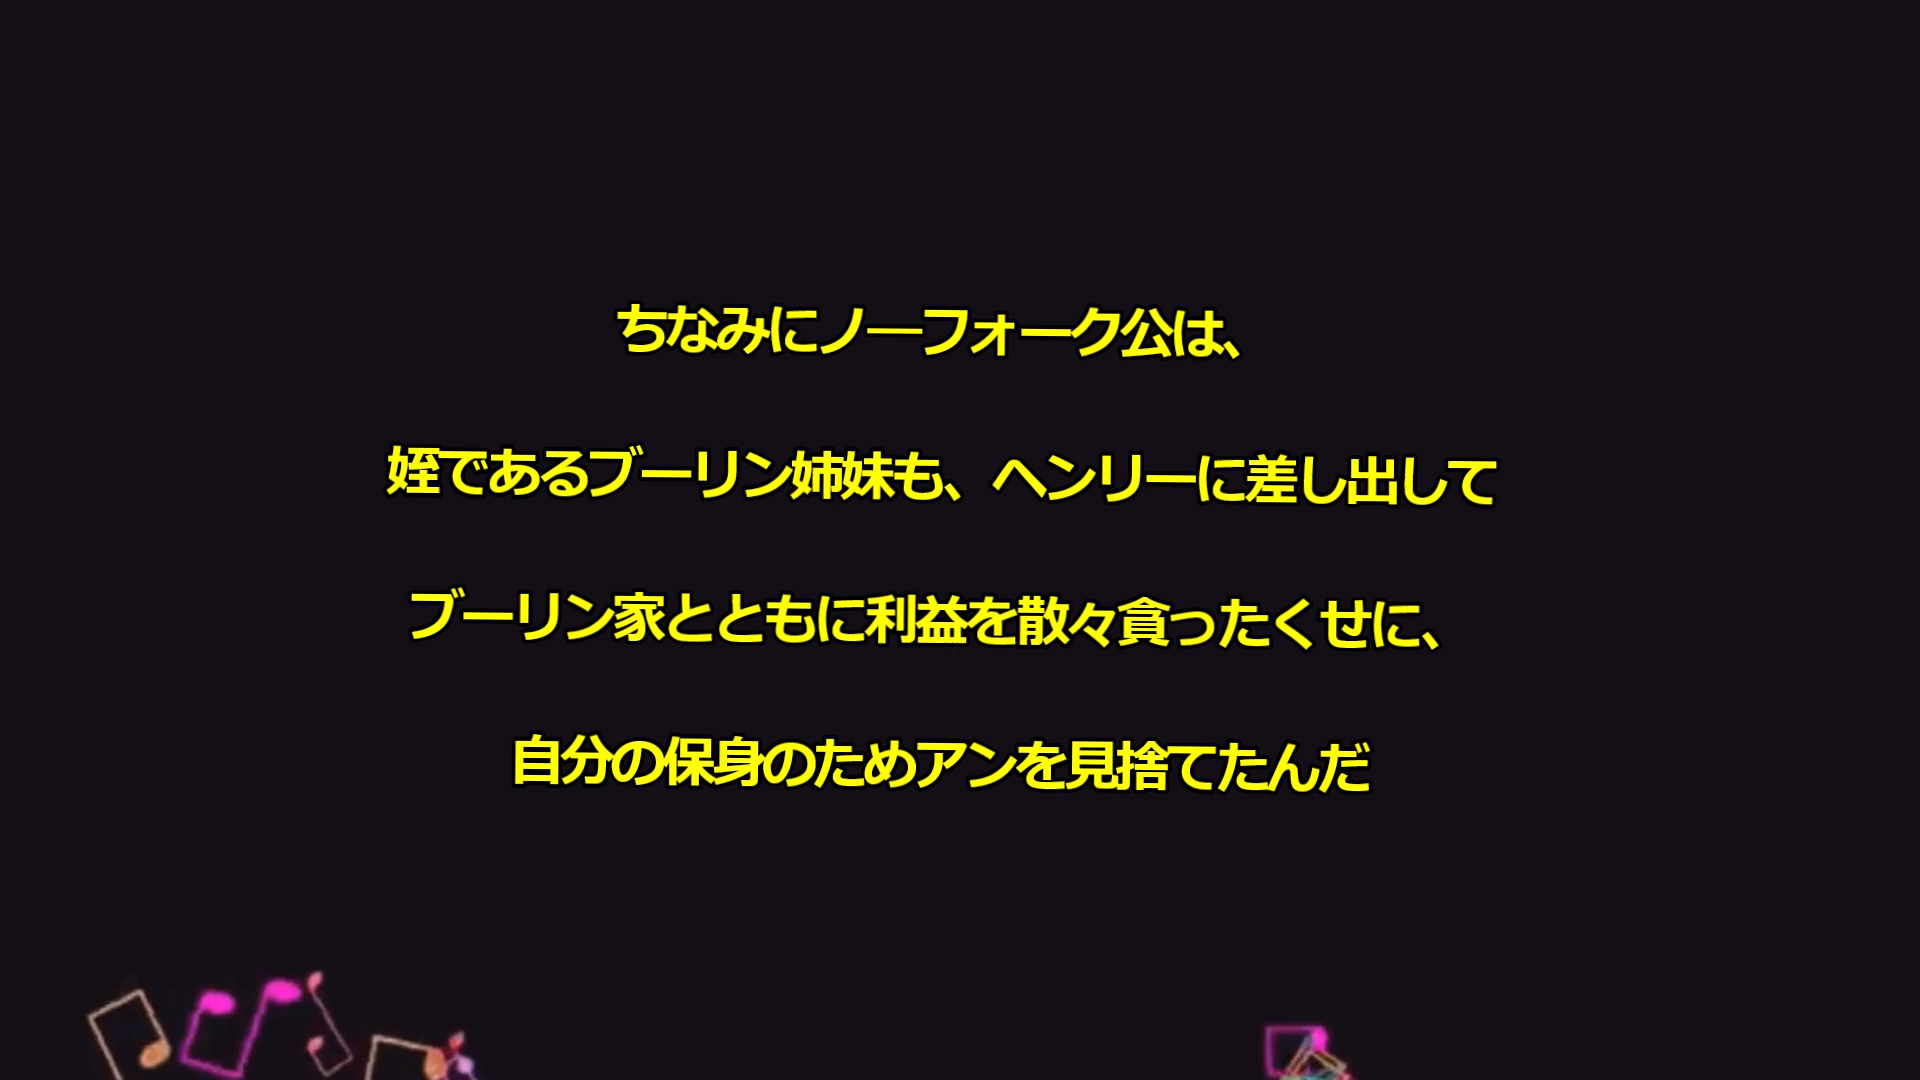 ちなみにノーフォーク公は、
姪であるブーリン姉妹も、ヘンリーに差し出して
ブーリン家とともに利益を散々貪ったくせに、
自分の保身のためアンを見捨てたんだ